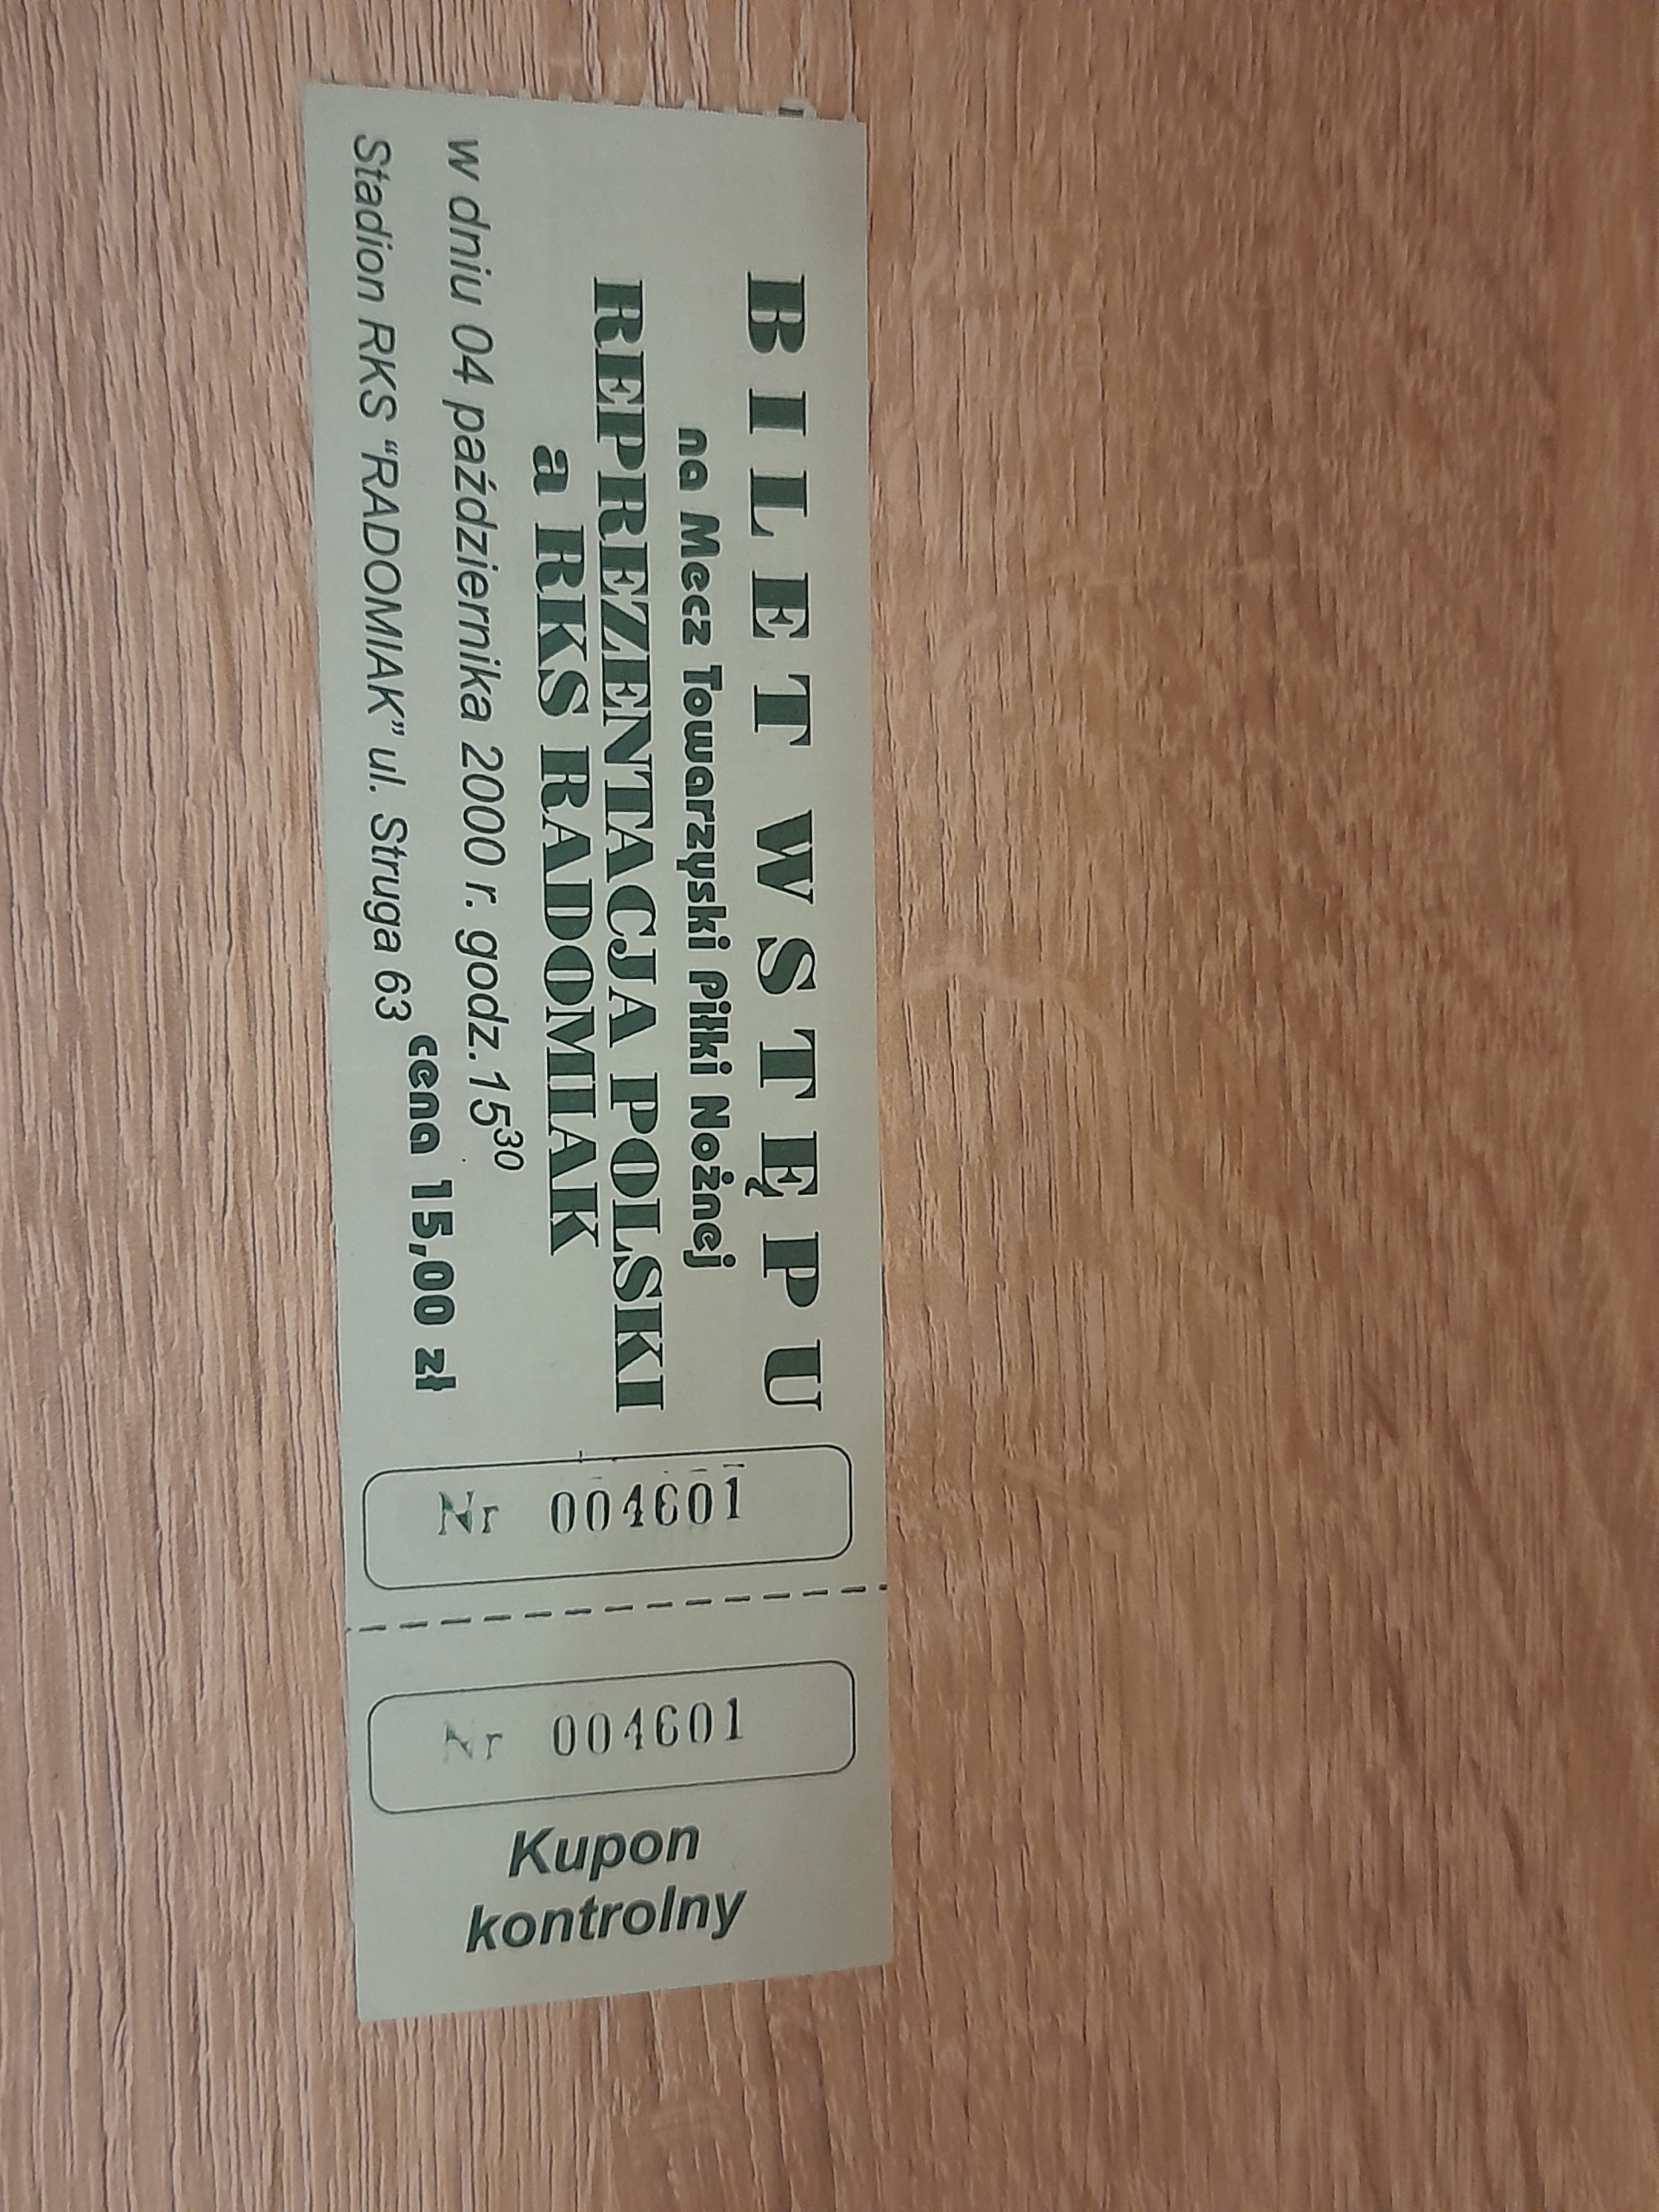 BILET WSTĘPU
na Mecz Towarzyski Piłki Nożnej
REPREZENTACJA POLSKI
a RKS RADOMIAK
w dniu 04 października 2000 r. godz. 15³⁰
Stadion RKS “RADOMIAK” ul. Struga 63
cena 15,00 zł
Nr 004601
Nr 004601
Kupon
kontrolny